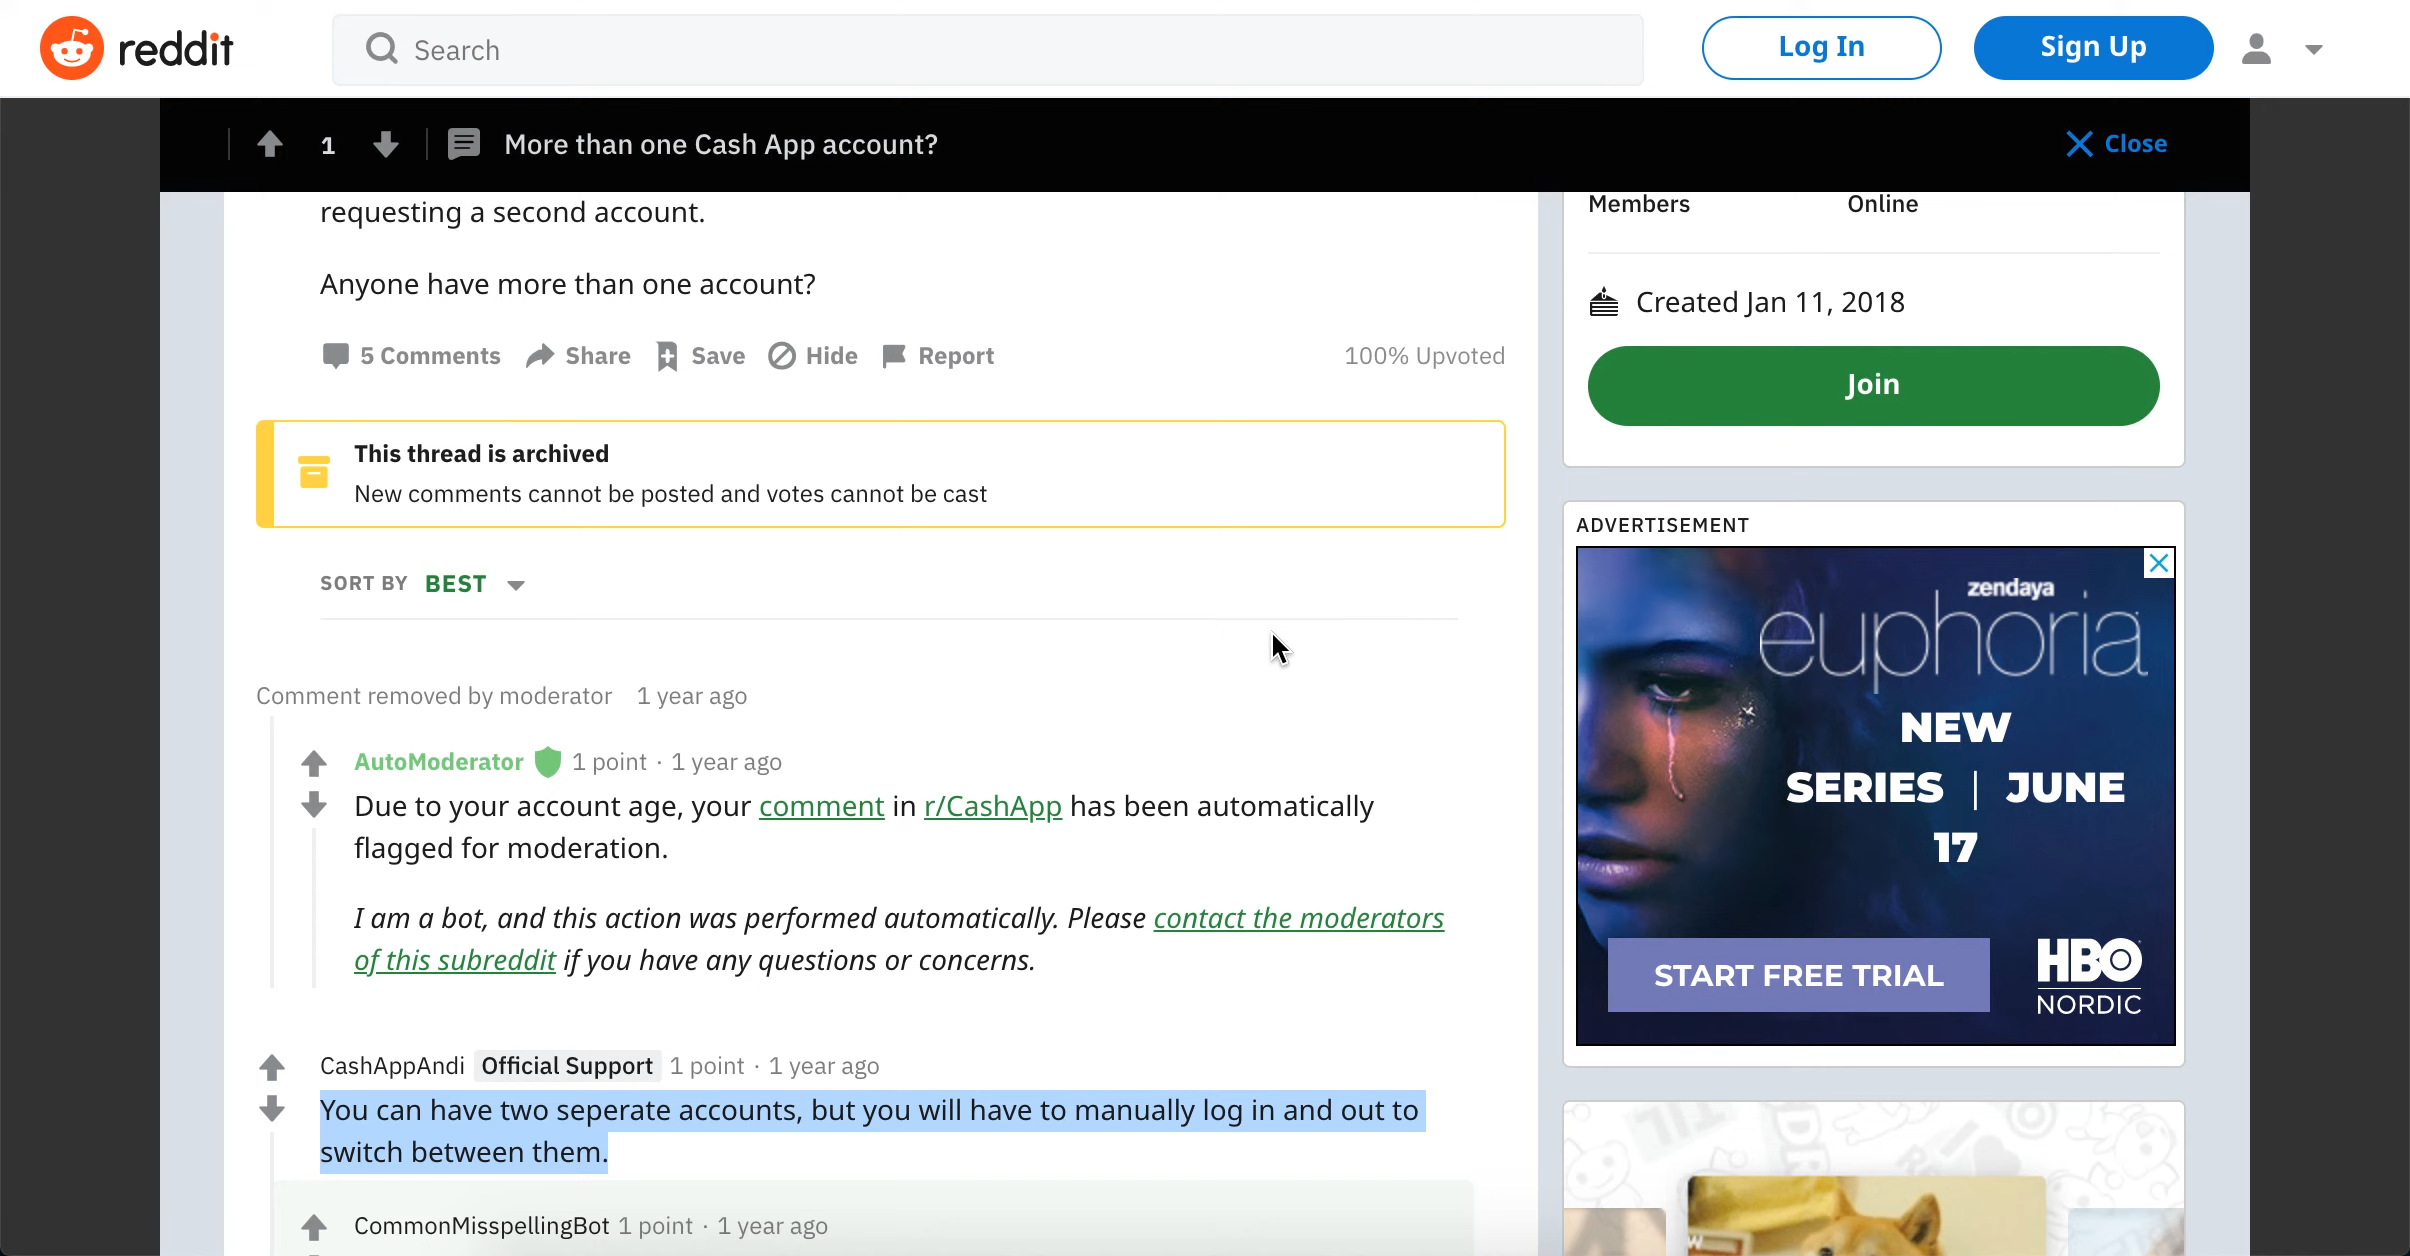 reddit
Search
Log In
Sign Up
1
More than one Cash App account?
Close
requesting a second account.
Anyone have more than one account?
5 Comments Share Save Hide Report
100% Upvoted
This thread is archived
New comments cannot be posted and votes cannot be cast
SORT BY BEST
Comment removed by moderator 1 year ago
AutoModerator 1 point · 1 year ago
Due to your account age, your comment in r/CashApp has been automatically
flagged for moderation.
I am a bot, and this action was performed automatically. Please contact the moderators
of this subreddit if you have any questions or concerns.
CashAppAndi Official Support 1 point · 1 year ago
You can have two seperate accounts, but you will have to manually log in and out to
switch between them.
CommonMisspellingBot 1 point · 1 year ago
Members Online
Created Jan 11, 2018
Join
ADVERTISEMENT
zendaya
euphoria
NEW
SERIES | JUNE
17
START FREE TRIAL
HBO
NORDIC